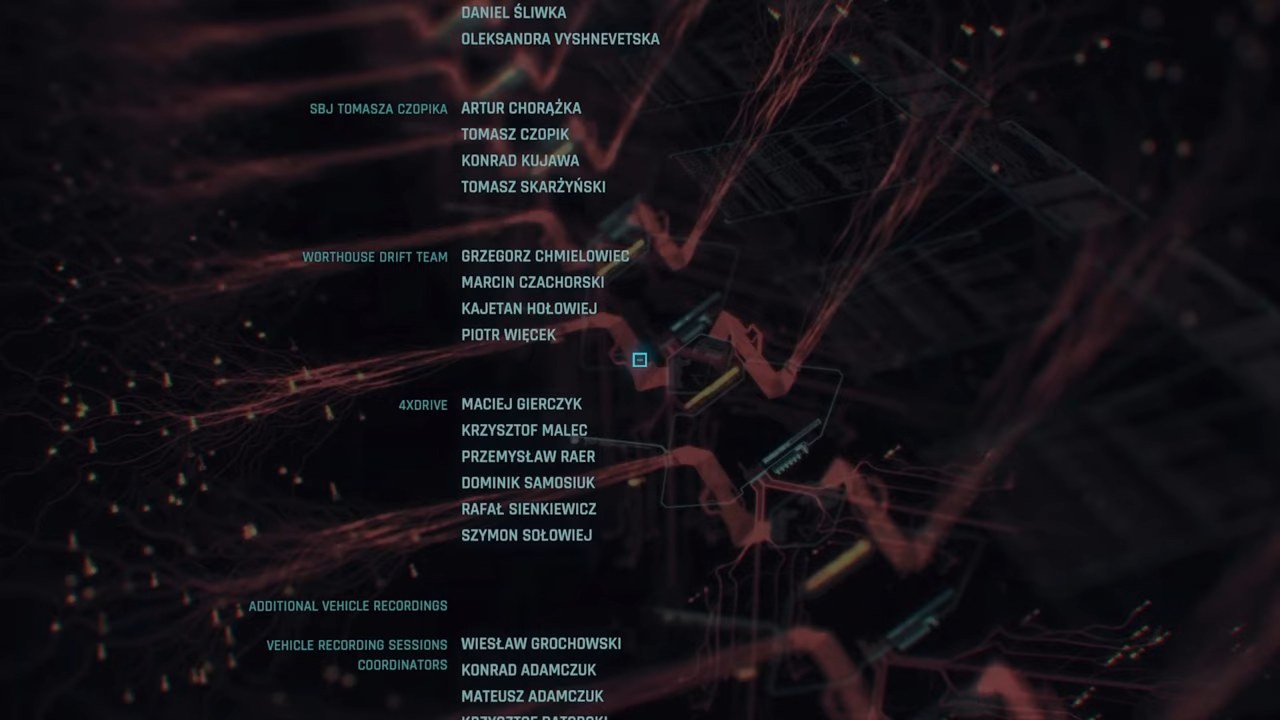 DANIEL ŚLIWKA
OLEKSANDRA VYSHNEVETSKA
SBJ TOMASZA CZOPIKA ARTUR CHORĄŻKA
TOMASZ CZOPIK
KONRAD KUJAWA
TOMASZ SKARŻYŃSKI
WORTHOUSE DRIFT TEAM GRZEGORZ CHMIELOWIEC
MARCIN CZACHORSKI
KAJETAN HOŁOWIEJ
PIOTR WIĘCEK
4XDRIVE MACIEJ GIERCZYK
KRZYSZTOF MALEC
PRZEMYSŁAW RAER
DOMINIK SAMOSIUK
RAFAŁ SIENKIEWICZ
SZYMON SOŁOWIEJ
ADDITIONAL VEHICLE RECORDINGS
VEHICLE RECORDING SESSIONS WIESŁAW GROCHOWSKI
COORDINATORS KONRAD ADAMCZUK
MATEUSZ ADAMCZUK